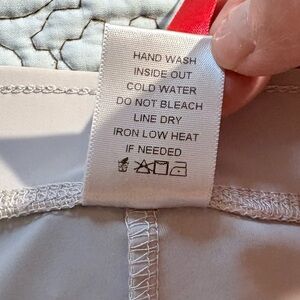 HAND WASH
INSIDE OUT
COLD WATER
DO NOT BLEACH
LINE DRY
IRON LOW HEAT
IF NEEDED